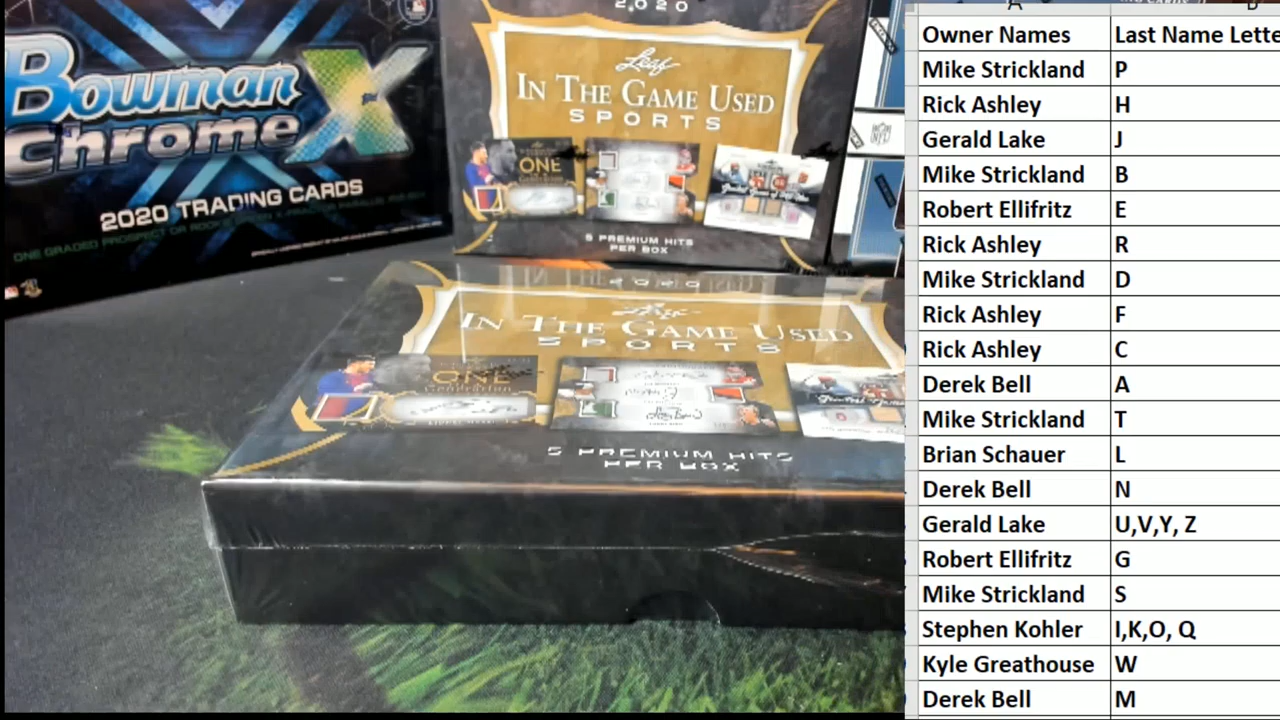 Bowman
Chrome X
2020 TRADING CARDS
2020
Leaf
IN THE GAME USED
SPORTS
ONE
5 PREMIUM HITS
PER BOX
NFL
IN THE GAME USED
SPORTS
ONE
5 PREMIUM HITS
PER BOX
A
Owner Names Last Name Lette
Mike Strickland P
Rick Ashley H
Gerald Lake J
Mike Strickland B
Robert Ellifritz E
Rick Ashley R
Mike Strickland D
Rick Ashley F
Rick Ashley C
Derek Bell A
Mike Strickland T
Brian Schauer L
Derek Bell N
Gerald Lake U,V,Y, Z
Robert Ellifritz G
Mike Strickland S
Stephen Kohler I,K,O, Q
Kyle Greathouse W
Derek Bell M